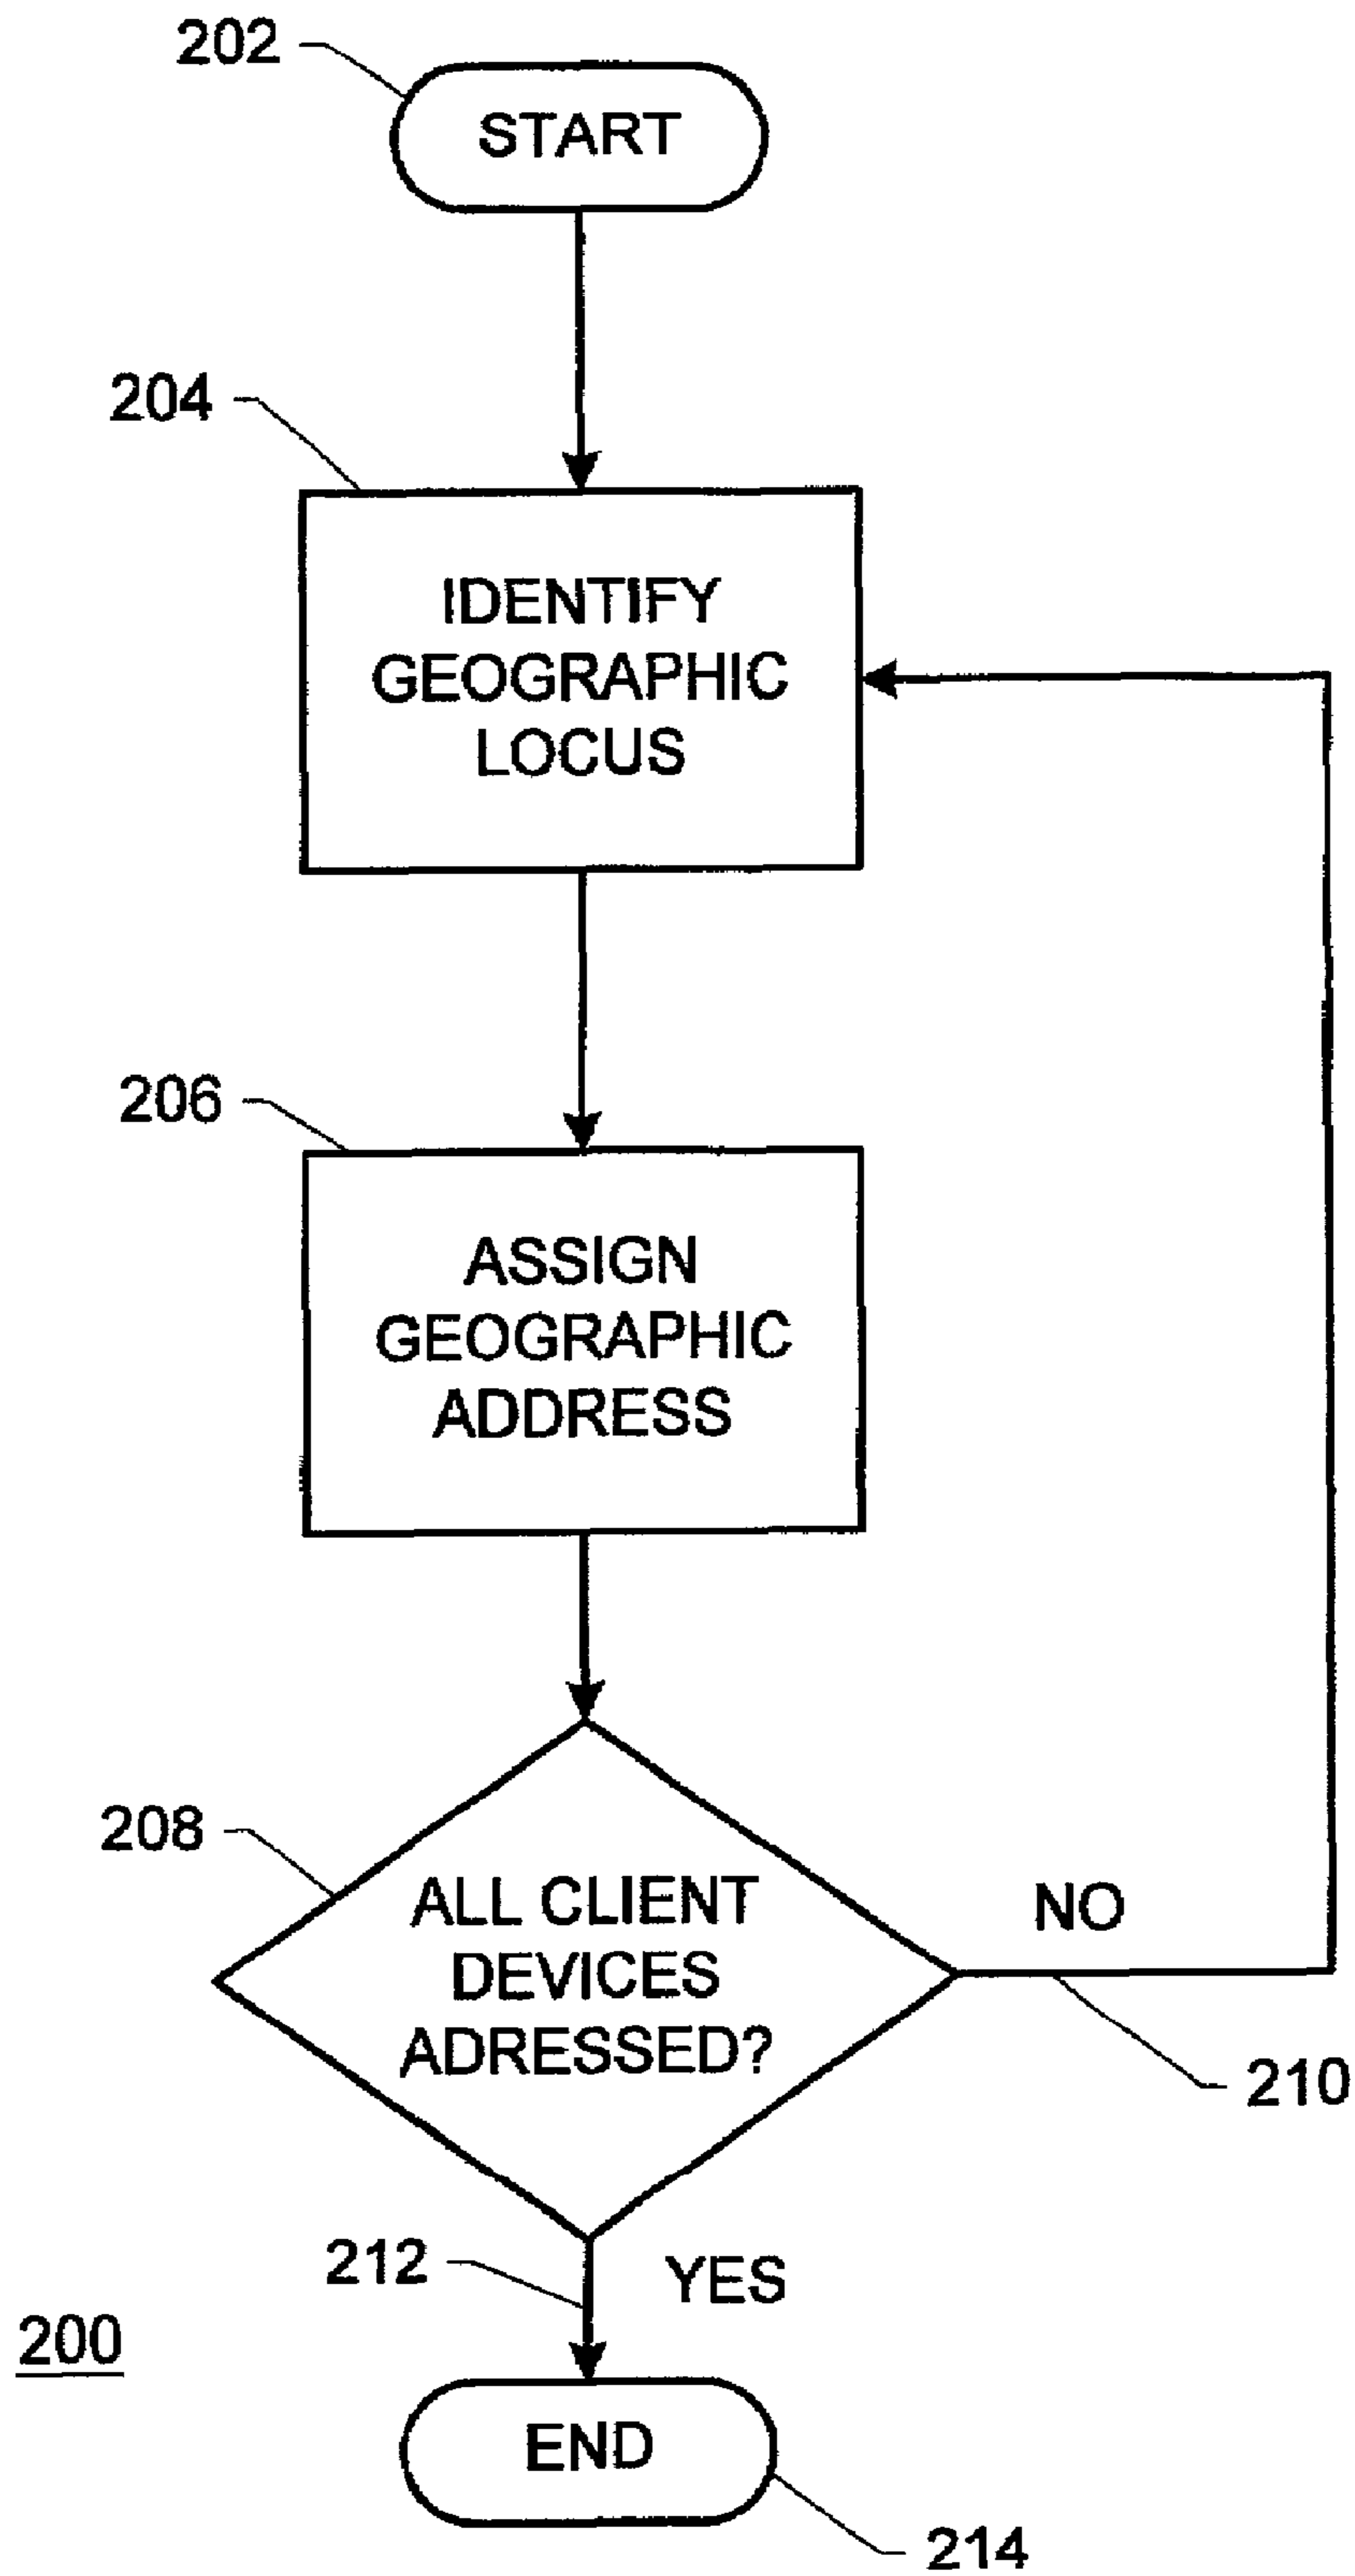 202
START
204
IDENTIFY
GEOGRAPHIC
LOCUS
206
ASSIGN
GEOGRAPHIC
ADDRESS
208
ALL CLIENT
DEVICES
ADRESSED?
NO
210
212
YES
200
END
214